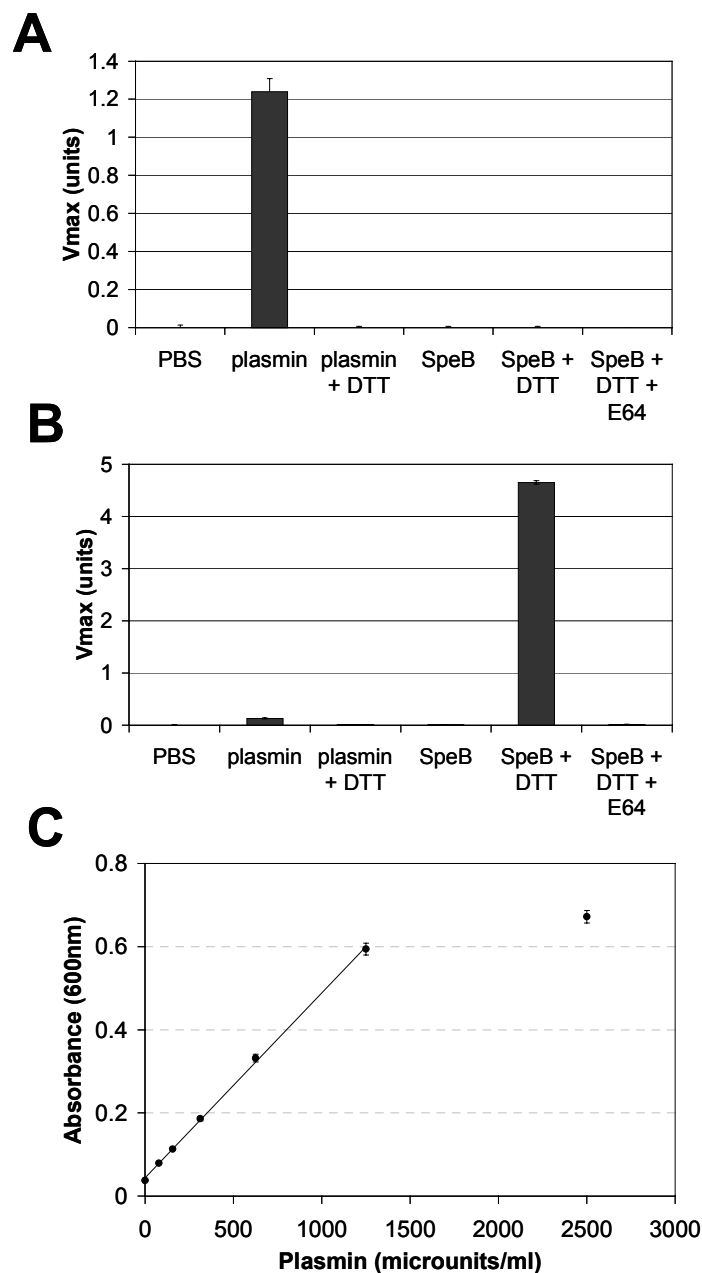 A
Vmax (units)
1.4
1.2
1
0.8
0.6
0.4
0.2
0
PBS
plasmin
plasmin
+ DTT
SpeB
SpeB +
DTT
SpeB +
DTT +
E64
B
Vmax (units)
5
4
3
2
1
0
PBS
plasmin
plasmin
+ DTT
SpeB
SpeB +
DTT
SpeB +
DTT +
E64
C
Absorbance (600nm)
0.8
0.6
0.4
0.2
0
0 500 1000 1500 2000 2500 3000
Plasmin (microunits/ml)